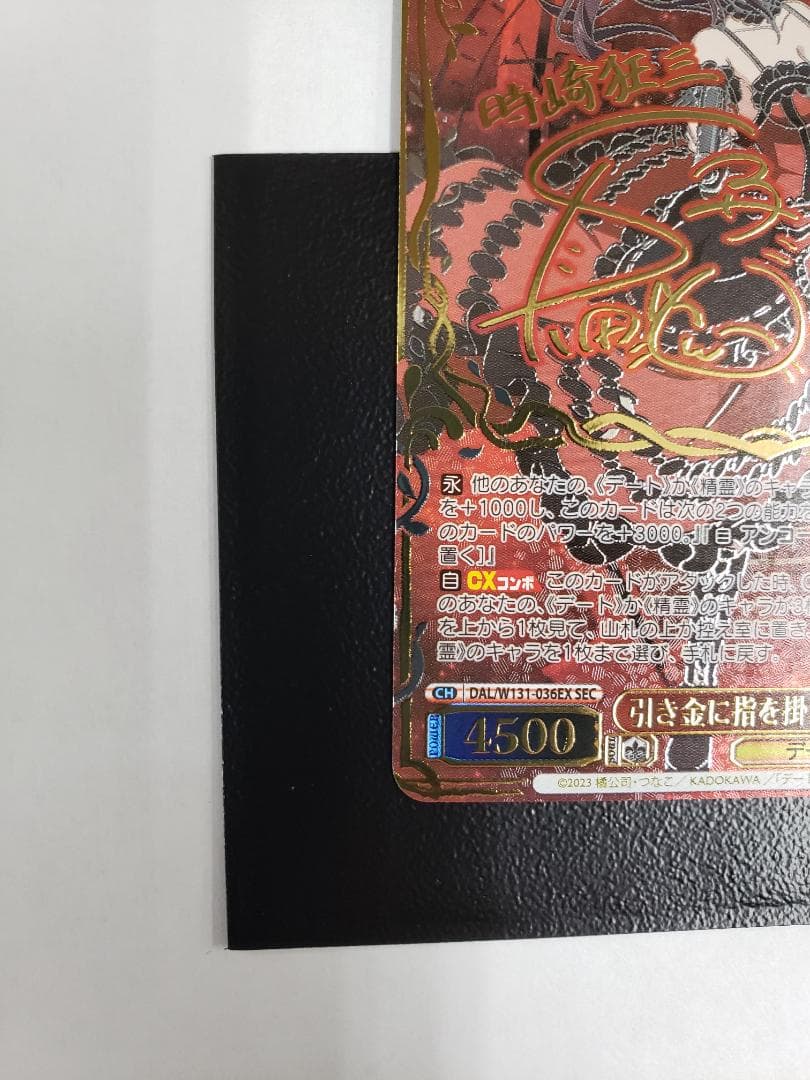 時崎狂三
永 他のあなたの、《デート》か《精霊》のキャラ
を＋1000し、このカードは次の2つの能力
のカードのパワーを＋3000。』『自 アンコー
置く]』
自 CXコンボ このカードがアタックした時、
のあなたの、《デート》か《精霊》のキャラが
を上から1枚見て、山札の上か控え室に置き
霊》のキャラを1枚まで選び、手札に戻す。
CH DAL/W131-036EX SEC
引き金に指を掛
POWER 4500
SOUL
デ
©2023 橘公司・つなこ／KADOKAWA／「デート